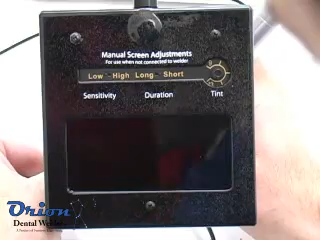 Manual Screen Adjustments
For use when not connected to welder
Low High Long Short
Sensitivity Duration Tint
Orion
Dental Welders